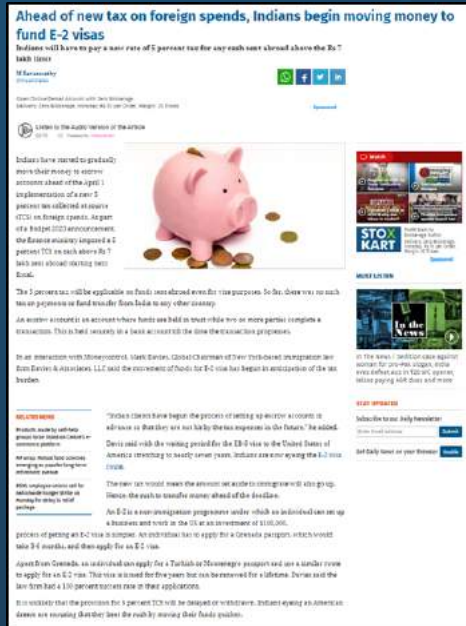 Ahead of new tax on foreign spends, Indians begin moving money to
fund E-2 visas
Indians will have to pay a new rate of 5 percent tax for any cash sent abroad above the Rs 7
lakh limit
Listen to the Audio Version of the Article
Indians have started to gradually
move their money to escrow
accounts ahead of the April 1
implementation of a new 5
percent tax collected at source
(TCS) on foreign spends. As part
of a Budget 2023 announcement,
the finance ministry imposed a 5
percent TCS on cash above Rs 7
lakh sent abroad starting next
fiscal.
The 5 percent tax will be applicable on funds sent abroad even for visa purposes. So far, there was no such
tax on payments or fund transfer from India to any other country.
An escrow account is an account where funds are held in trust while two or more parties complete a
transaction. This is held securely in a bank account till the time the transaction progresses.
In an interaction with Moneycontrol, Mark Davies, Global Chairman of New York-based immigration law
firm Davies & Associates, LLC said the movement of funds for E-2 visa has begun in anticipation of the tax
burden.
"Indian clients have begun the process of setting up escrow accounts in
advance so that they are not hit by the tax expenses in the future," he added.
Davies said with the waiting period for the EB-5 visa to the United States of
America stretching to nearly seven years, Indians are now eyeing the E-2 visa
route.
The new tax would mean the amount set aside to immigrate will also go up.
Hence, the rush to transfer money ahead of the deadline.
An E-2 is a non-immigration programme under which an individual can set up
a business and work in the US at an investment of $100,000.
process of getting an E-2 visa is simpler. An individual has to apply for a Grenada passport, which would
take 3-4 months, and then apply for an E-2 visa.
Apart from Grenada, an individual can apply for a Turkish or Montenegro passport and use a similar route
to apply for an E-2 visa. This visa is issued for five years but can be renewed for a lifetime. Davies said the
law firm had a 100 percent success rate in their applications.
It is unlikely that the provision for 5 percent TCS will be delayed or withdrawn. Indians eyeing an American
dream are ensuring that they beat the rush by moving their funds quicker.
RELATED NEWS
Watch
STOX
KART
MUST LISTEN
In the
News
STAY UPDATED
Subscribe to our Daily Newsletter
Submit
Get Daily News on your Browser
Enable